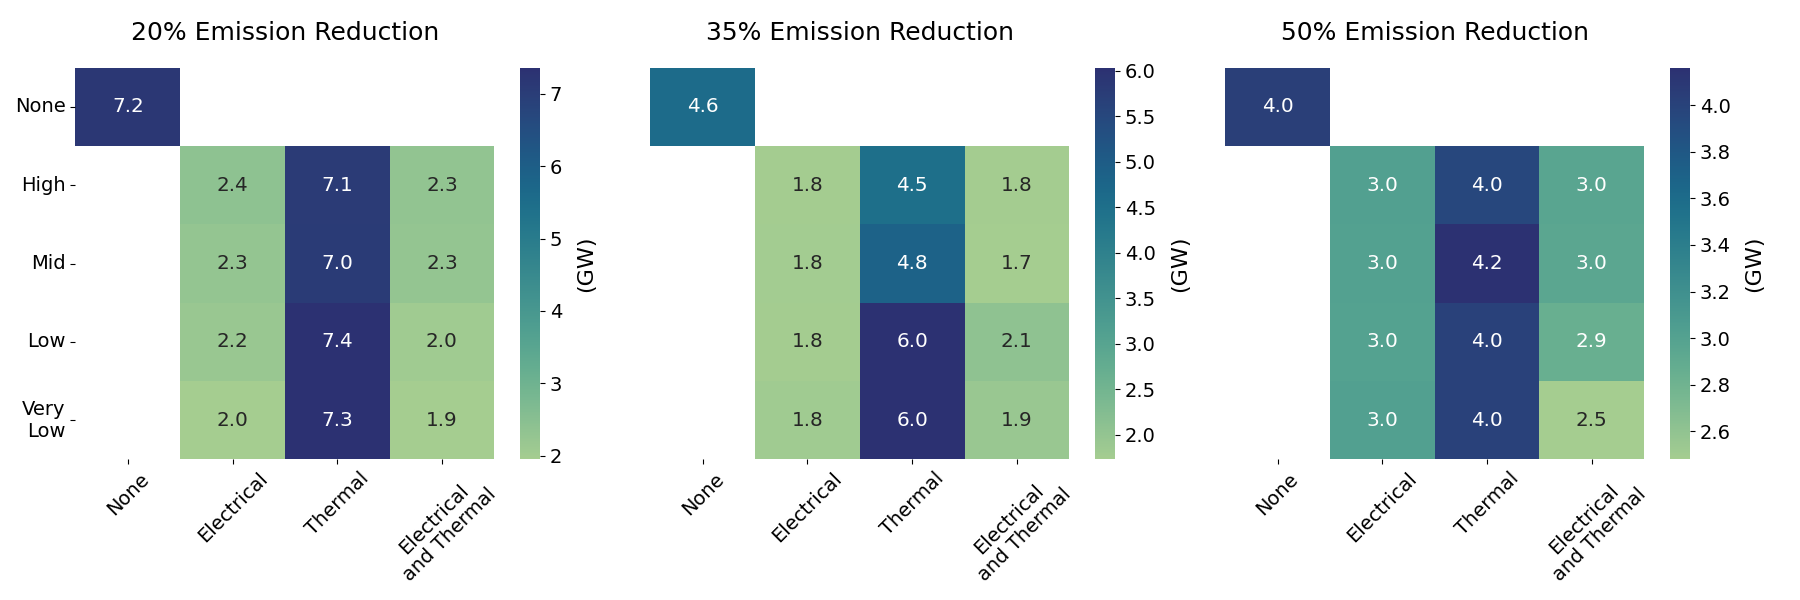 20% Emission Reduction
None
High
Mid
Low
Very
Low
7.2
2.4 7.1 2.3
2.3 7.0 2.3
2.2 7.4 2.0
2.0 7.3 1.9
None
Electrical
Thermal
Electrical
and Thermal
7
6
5
4
3
2
(GW)
35% Emission Reduction
4.6
1.8 4.5 1.8
1.8 4.8 1.7
1.8 6.0 2.1
1.8 6.0 1.9
None
Electrical
Thermal
Electrical
and Thermal
6.0
5.5
5.0
4.5
4.0
3.5
3.0
2.5
2.0
(GW)
50% Emission Reduction
4.0
3.0 4.0 3.0
3.0 4.2 3.0
3.0 4.0 2.9
3.0 4.0 2.5
None
Electrical
Thermal
Electrical
and Thermal
4.0
3.8
3.6
3.4
3.2
3.0
2.8
2.6
(GW)